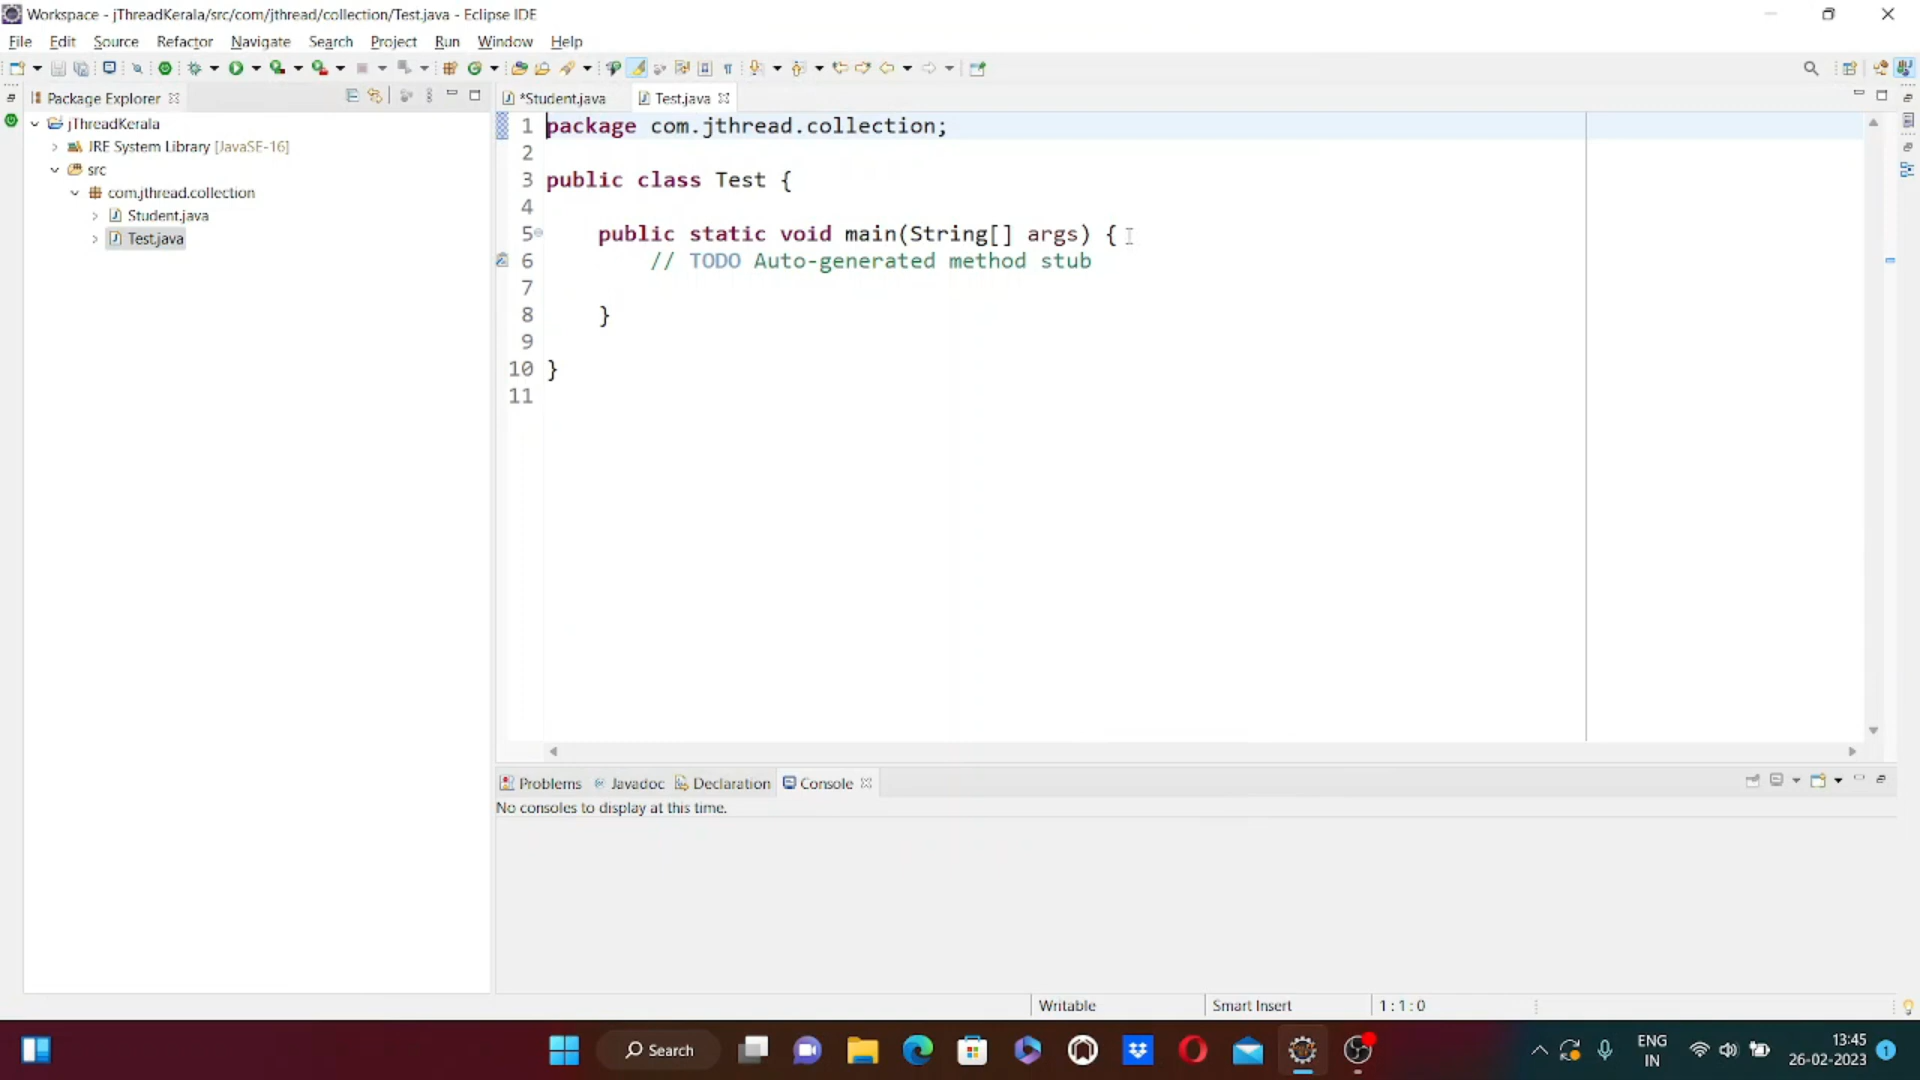 Workspace - jThreadKerala/src/com/jthread/collection/Test.java - Eclipse IDE
File Edit Source Refactor Navigate Search Project Run Window Help
Package Explorer
*Student.java Test.java
jThreadKerala
JRE System Library [JavaSE-16]
src
com.jthread.collection
Student.java
Test.java
1 package com.jthread.collection;
2
3 public class Test {
4
5 public static void main(String[] args) {
6 // TODO Auto-generated method stub
7
8 }
9
10 }
11
Problems Javadoc Declaration Console
No consoles to display at this time.
Writable Smart Insert 1 : 1 : 0
Search
ENG
IN
13:45
26-02-2023
1